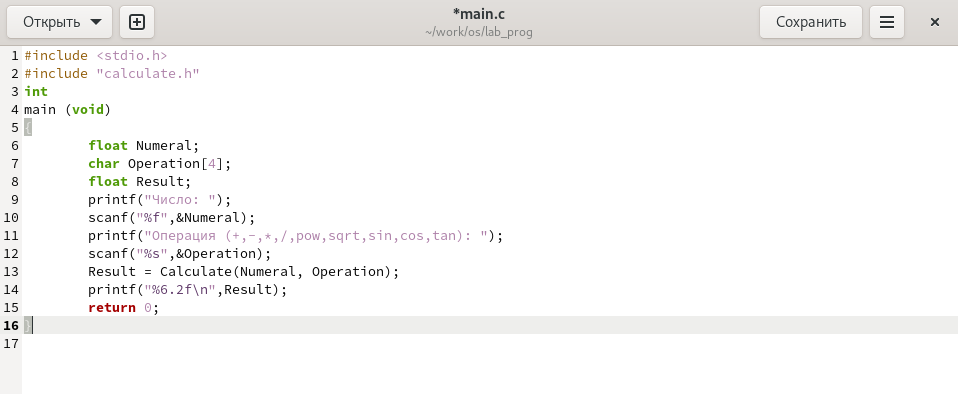 Открыть
*main.c
~/work/os/lab_prog
Сохранить
1 #include <stdio.h>
2 #include "calculate.h"
3 int
4 main (void)
5 {
6         float Numeral;
7         char Operation[4];
8         float Result;
9         printf("Число: ");
10         scanf("%f",&Numeral);
11         printf("Операция (+,-,*,/,pow,sqrt,sin,cos,tan): ");
12         scanf("%s",&Operation);
13         Result = Calculate(Numeral, Operation);
14         printf("%6.2f\n",Result);
15         return 0;
16 }
17